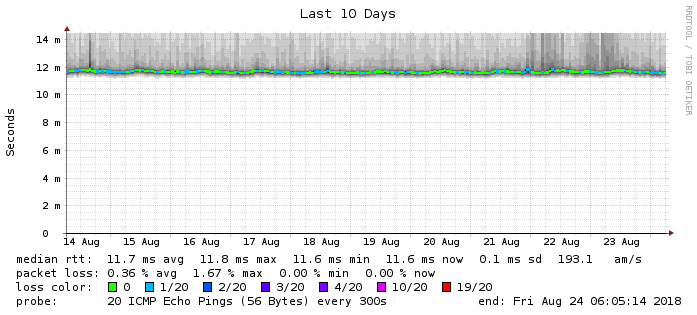 Last 10 Days
RRDTOOL / TOBI OETIKER
Seconds
14 m
12 m
10 m
8 m
6 m
4 m
2 m
0
14 Aug 15 Aug 16 Aug 17 Aug 18 Aug 19 Aug 20 Aug 21 Aug 22 Aug 23 Aug
median rtt: 11.7 ms avg 11.8 ms max 11.6 ms min 11.6 ms now 0.1 ms sd 193.1 am/s
packet loss: 0.36 % avg 1.67 % max 0.00 % min 0.00 % now
loss color: 0 1/20 2/20 3/20 4/20 10/20 19/20
probe: 20 ICMP Echo Pings (56 Bytes) every 300s end: Fri Aug 24 06:05:14 2018